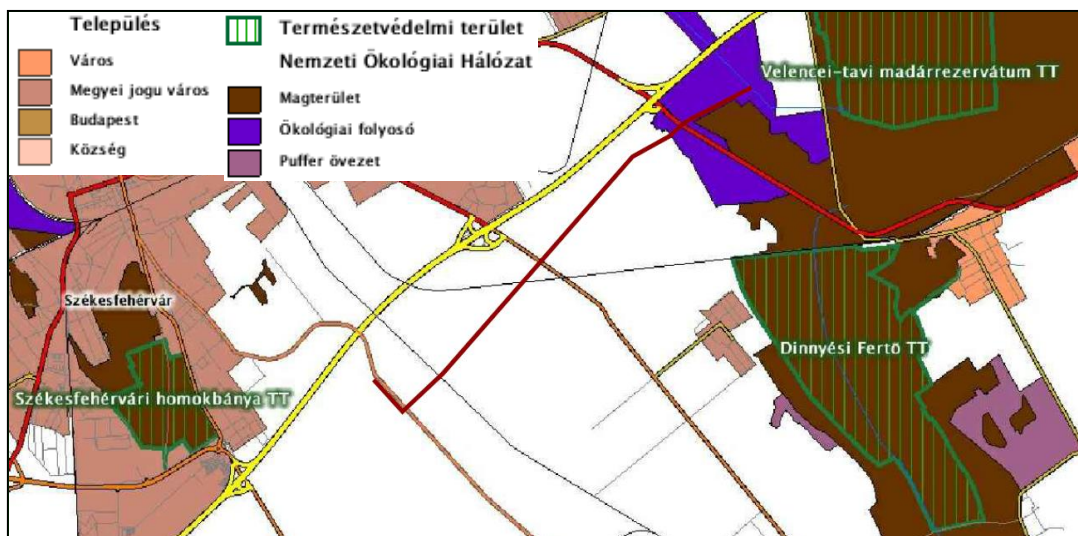 Település
Város
Megyei jogu város
Budapest
Község
Természetvédelmi terület
Nemzeti Ökológiai Hálózat
Magterület
Ökológiai folyosó
Puffer övezet
Velencei-tavi madárrezervátum TT
Székesfehérvár
Dinnyési Fertő TT
Székesfehérvári homokbánya TT